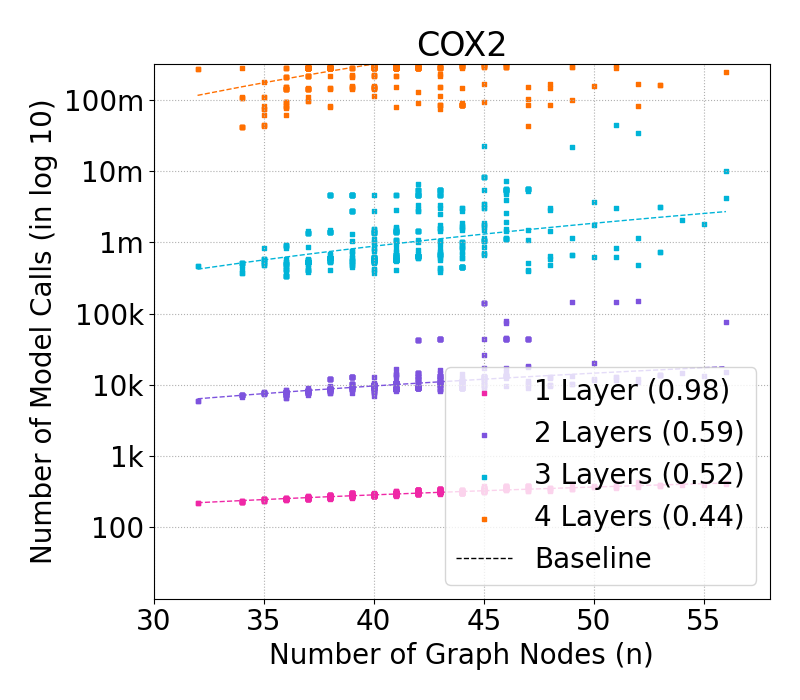 COX2
Number of Model Calls (in log 10)
100m
10m
1m
100k
10k
1k
100
1 Layer (0.98)
2 Layers (0.59)
3 Layers (0.52)
4 Layers (0.44)
Baseline
30 35 40 45 50 55
Number of Graph Nodes (n)